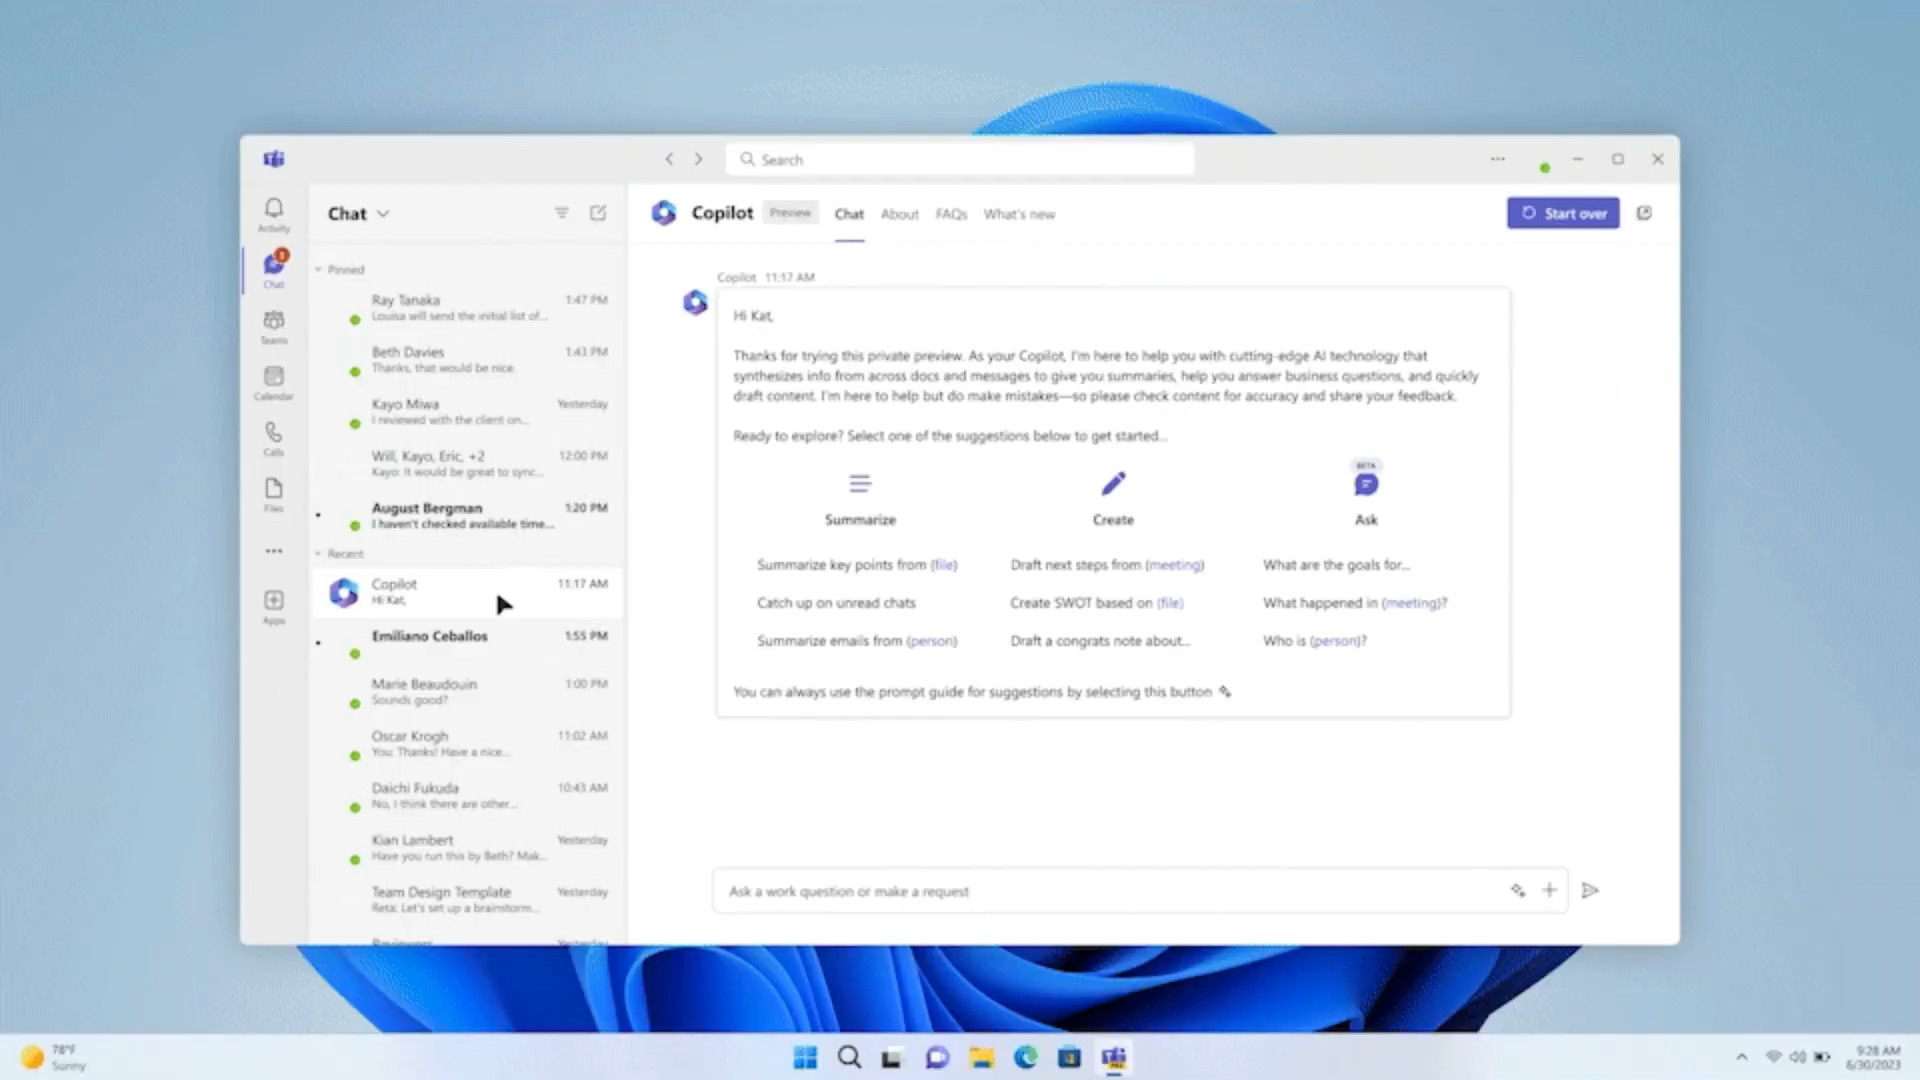 Search
Activity
Chat
Teams
Calendar
Calls
Files
Apps
Chat
Pinned
Ray Tanaka 1:47 PM
Louisa will send the initial list of...
Beth Davies 1:43 PM
Thanks, that would be nice.
Kayo Miwa Yesterday
I reviewed with the client on...
Will, Kayo, Eric, +2 12:00 PM
Kayo: It would be great to sync...
August Bergman 1:20 PM
I haven't checked available time...
Recent
Copilot 11:17 AM
Hi Kat,
Emiliano Ceballos 1:55 PM
Marie Beaudouin 1:00 PM
Sounds good?
Oscar Krogh 11:02 AM
You: Thanks! Have a nice...
Daichi Fukuda 10:43 AM
No, I think there are other...
Kian Lambert Yesterday
Have you run this by Beth? Mak...
Team Design Template Yesterday
Reta: Let's set up a brainstorm...
Copilot Preview Chat About FAQs What's new Start over
Copilot 11:17 AM
Hi Kat,
Thanks for trying this private preview. As your Copilot, I'm here to help you with cutting-edge AI technology that
synthesizes info from across docs and messages to give you summaries, help you answer business questions, and quickly
draft content. I'm here to help but do make mistakes—so please check content for accuracy and share your feedback.
Ready to explore? Select one of the suggestions below to get started...
BETA
Summarize Create Ask
Summarize key points from (file) Draft next steps from (meeting) What are the goals for...
Catch up on unread chats Create SWOT based on (file) What happened in (meeting)?
Summarize emails from (person) Draft a congrats note about... Who is (person)?
You can always use the prompt guide for suggestions by selecting this button
Ask a work question or make a request
78°F
Sunny
9:28 AM
6/30/2023